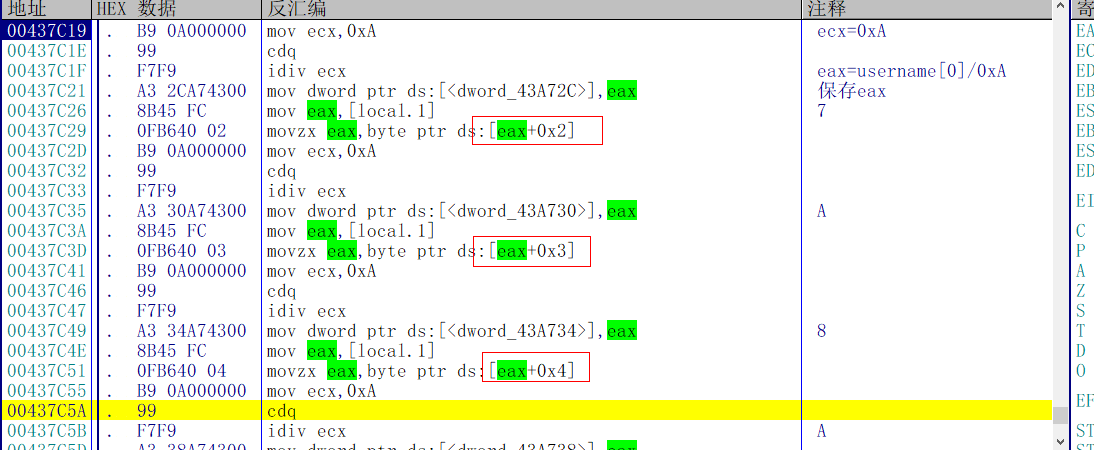 地址 HEX 数据 反汇编 注释 寄
00437C19 . B9 0A000000 mov ecx,0xA ecx=0xA EA
00437C1E . 99 cdq EC
00437C1F . F7F9 idiv ecx eax=username[0]/0xA ED
00437C21 . A3 2CA74300 mov dword ptr ds:[<dword_43A72C>],eax 保存eax EB
00437C26 . 8B45 FC mov eax,[local.1] 7 ES
00437C29 . 0FB640 02 movzx eax,byte ptr ds:[eax+0x2] EB
00437C2D . B9 0A000000 mov ecx,0xA ES
00437C32 . 99 cdq ED
00437C33 . F7F9 idiv ecx
00437C35 . A3 30A74300 mov dword ptr ds:[<dword_43A730>],eax A
00437C3A . 8B45 FC mov eax,[local.1] C
00437C3D . 0FB640 03 movzx eax,byte ptr ds:[eax+0x3] P
00437C41 . B9 0A000000 mov ecx,0xA A
00437C46 . 99 cdq Z
00437C47 . F7F9 idiv ecx S
00437C49 . A3 34A74300 mov dword ptr ds:[<dword_43A734>],eax 8 T
00437C4E . 8B45 FC mov eax,[local.1] D
00437C51 . 0FB640 04 movzx eax,byte ptr ds:[eax+0x4] O
00437C55 . B9 0A000000 mov ecx,0xA
00437C5A . 99 cdq EF
00437C5B . F7F9 idiv ecx A ST
00437C5D . A3 38A74300 mov dword ptr ds:[<dword_43A738>],eax ST